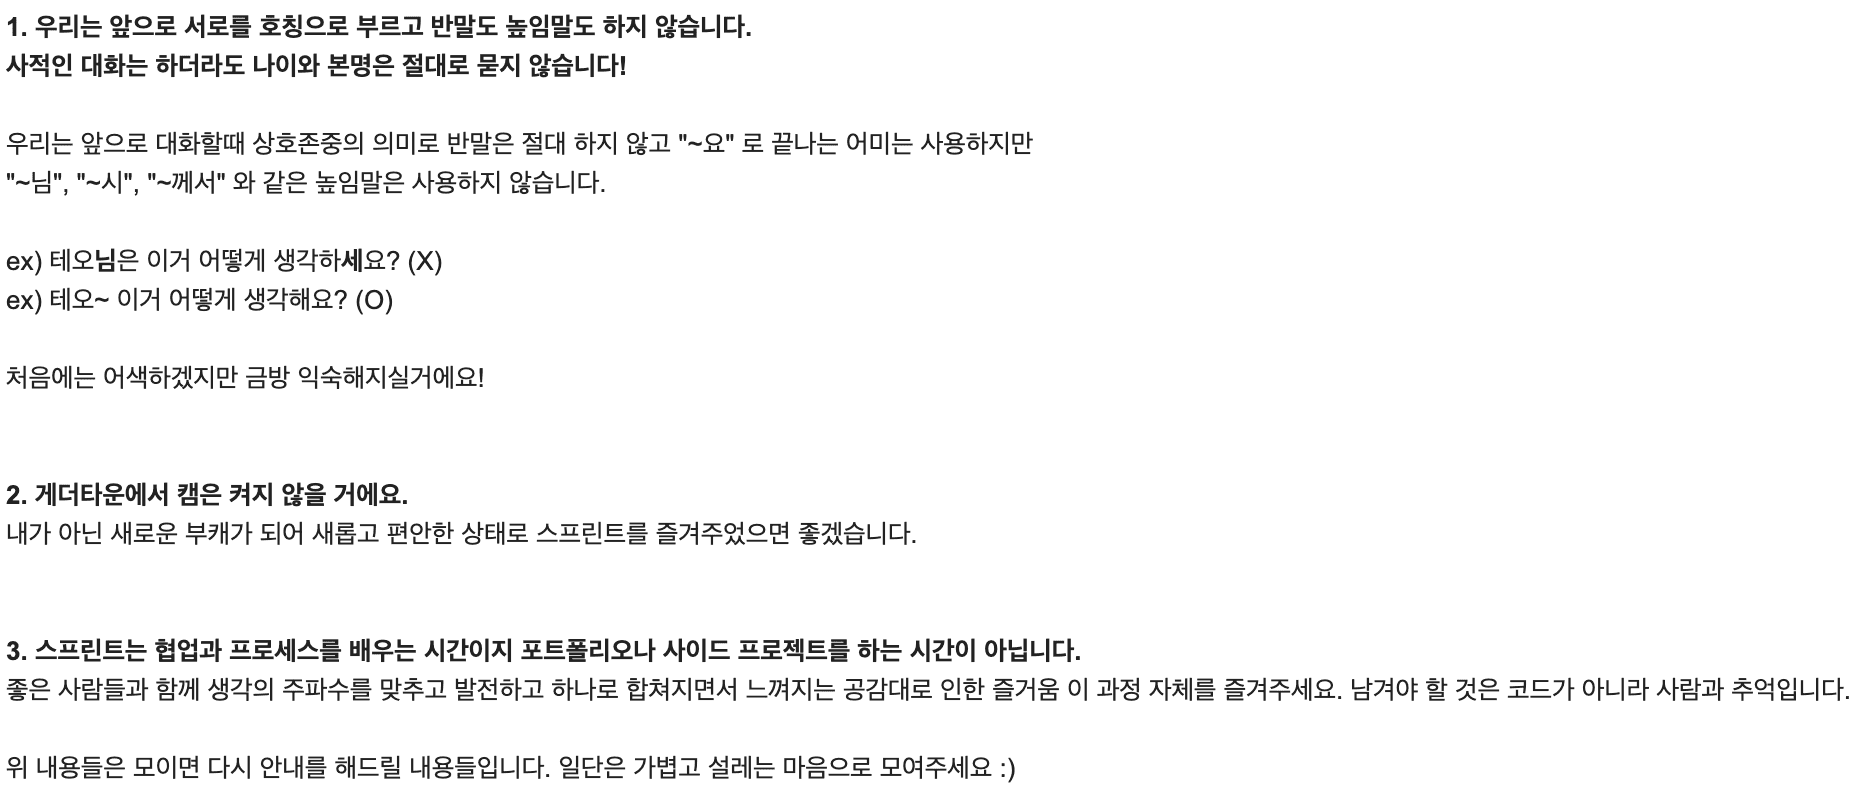 1. 우리는 앞으로 서로를 호칭으로 부르고 반말도 높임말도 하지 않습니다.
사적인 대화는 하더라도 나이와 본명은 절대로 묻지 않습니다!
우리는 앞으로 대화할때 상호존중의 의미로 반말은 절대 하지 않고 "~요" 로 끝나는 어미는 사용하지만
"~님", "~시", "~께서" 와 같은 높임말은 사용하지 않습니다.
ex) 테오님은 이거 어떻게 생각하세요? (X)
ex) 테오~ 이거 어떻게 생각해요? (O)
처음에는 어색하겠지만 금방 익숙해지실거에요!
2. 게더타운에서 캠은 켜지 않을 거에요.
내가 아닌 새로운 부캐가 되어 새롭고 편안한 상태로 스프린트를 즐겨주었으면 좋겠습니다.
3. 스프린트는 협업과 프로세스를 배우는 시간이지 포트폴리오나 사이드 프로젝트를 하는 시간이 아닙니다.
좋은 사람들과 함께 생각의 주파수를 맞추고 발전하고 하나로 합쳐지면서 느껴지는 공감대로 인한 즐거움 이 과정 자체를 즐겨주세요. 남겨야 할 것은 코드가 아니라 사람과 추억입니다.
위 내용들은 모이면 다시 안내를 해드릴 내용들입니다. 일단은 가볍고 설레는 마음으로 모여주세요 :)